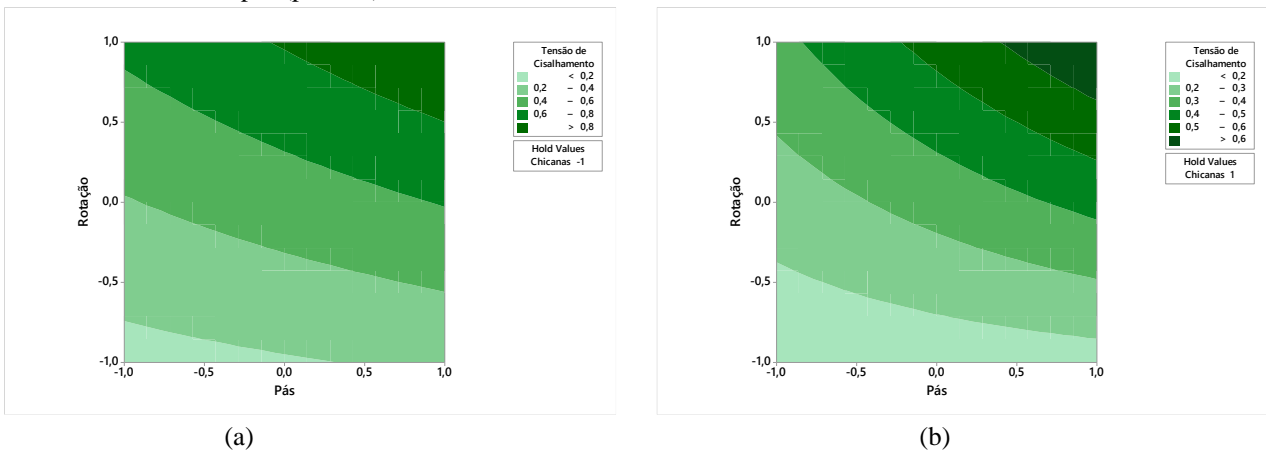 1,0
0,5
0,0
-0,5
-1,0
-1,0
-0,5
0,0
0,5
1,0
Rotação
Pás
Tensão de
Cisalhamento
< 0,2
0,2 – 0,4
0,4 – 0,6
0,6 – 0,8
> 0,8
Hold Values
Chicanas -1
(a)
1,0
0,5
0,0
-0,5
-1,0
-1,0
-0,5
0,0
0,5
1,0
Rotação
Pás
Tensão de
Cisalhamento
< 0,2
0,2 – 0,3
0,3 – 0,4
0,4 – 0,5
0,5 – 0,6
> 0,6
Hold Values
Chicanas 1
(b)